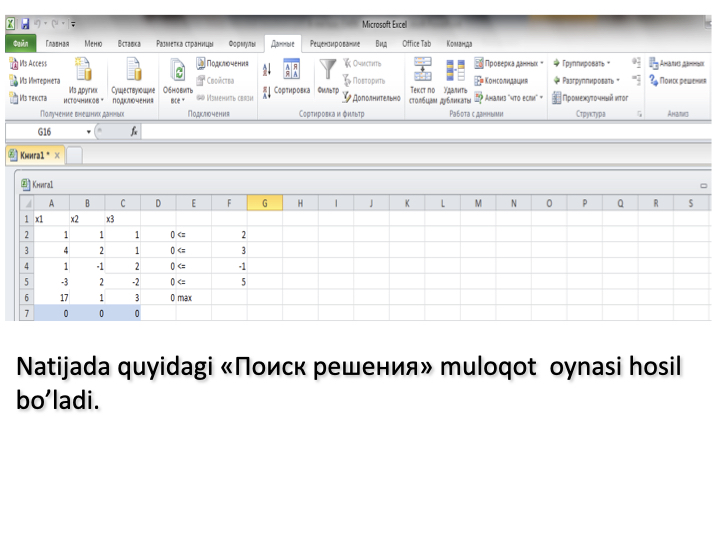 Microsoft Excel
Файл Главная Меню Вставка Разметка страницы Формулы Данные Рецензирование Вид Office Tab Команда
Из Access
Из Интернета
Из текста
Из других источников
Существующие подключения
Получение внешних данных
Обновить все
Подключения
Свойства
Изменить связи
Подключения
Сортировка
Фильтр
Очистить
Повторить
Дополнительно
Сортировка и фильтр
Текст по столбцам
Удалить дубликаты
Проверка данных
Консолидация
Анализ "что если"
Работа с данными
Группировать
Разгруппировать
Промежуточный итог
Структура
Анализ данных
Поиск решения
Анализ
G16 fx
Книга1 *
Книга1
A B C D E F G H I J K L M N O P Q R S
1 x1 x2 x3
2 1 1 1 0 <= 2
3 4 2 1 0 <= 3
4 1 -1 2 0 <= -1
5 -3 2 -2 0 <= 5
6 17 1 3 0 max
7 0 0 0
Natijada quyidagi «Поиск решения» muloqot oynasi hosil
bo’ladi.